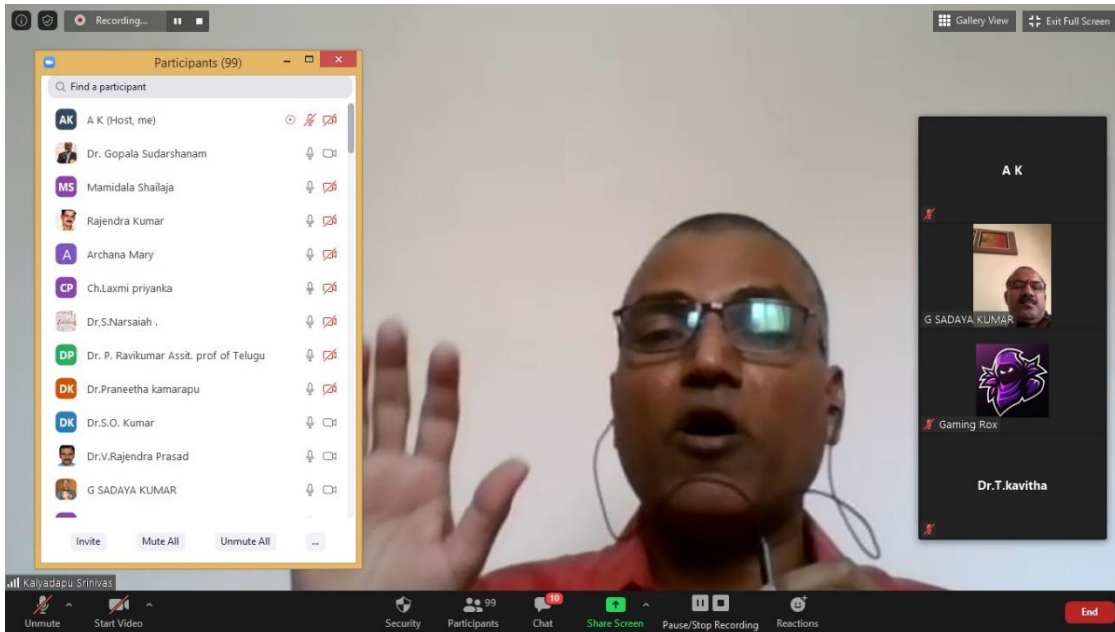 Recording...
Gallery View
Exit Full Screen
Participants (99)
Find a participant
AK A K (Host, me)
Dr. Gopala Sudarshanam
MS Mamidala Shailaja
Rajendra Kumar
A Archana Mary
CP Ch.Laxmi priyanka
Dr,S.Narsaiah .
DP Dr. P. Ravikumar Assit. prof of Telugu
DK Dr.Praneetha kamarapu
DK Dr.S.O. Kumar
Dr.V.Rajendra Prasad
G SADAYA KUMAR
Invite Mute All Unmute All ...
A K
G SADAYA KUMAR
Gaming Rox
Dr.T.kavitha
Kalyadapu Srinivas
99
10
Unmute Start Video Security Participants Chat Share Screen Pause/Stop Recording Reactions End